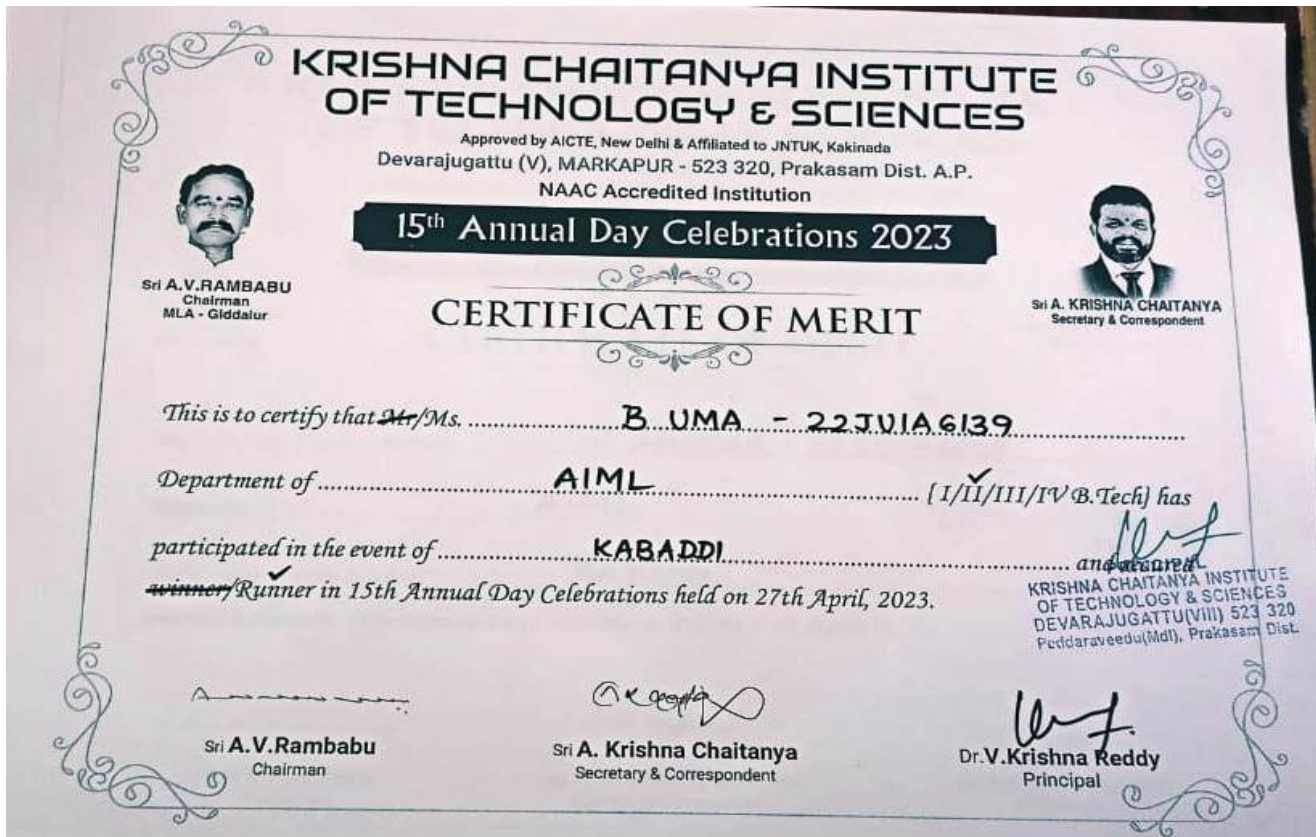 KRISHNA CHAITANYA INSTITUTE
OF TECHNOLOGY & SCIENCES
Approved by AICTE, New Delhi & Affiliated to JNTUK, Kakinada
Devarajugattu (V), MARKAPUR - 523 320, Prakasam Dist. A.P.
NAAC Accredited Institution
15th Annual Day Celebrations 2023
Sri A.V.RAMBABU
Chairman
MLA - Giddalur
Sri A. KRISHNA CHAITANYA
Secretary & Correspondent
CERTIFICATE OF MERIT
This is to certify that Mr/Ms. B UMA - 22JU1A6139
Department of AIML [I/II/III/IV B.Tech] has
participated in the event of KABADDI and
winner/Runner in 15th Annual Day Celebrations held on 27th April, 2023.
KRISHNA CHAITANYA INSTITUTE
OF TECHNOLOGY & SCIENCES
DEVARAJUGATTU(Vill) 523 320
Peddaraveedu(Mdl), Prakasam Dist.
Sri A.V.Rambabu
Chairman
Sri A. Krishna Chaitanya
Secretary & Correspondent
Dr.V.Krishna Reddy
Principal